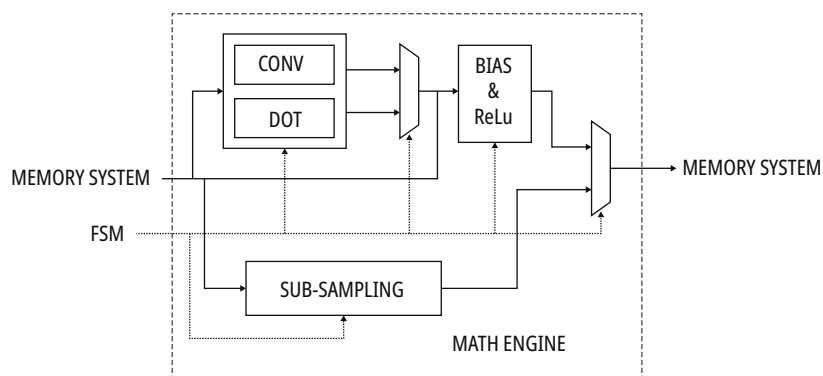 CONV
DOT
BIAS
&
ReLu
MEMORY SYSTEM
MEMORY SYSTEM
FSM
SUB-SAMPLING
MATH ENGINE